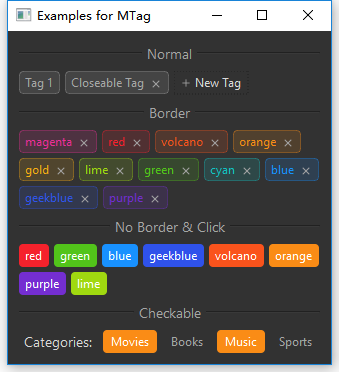 Examples for MTag
Normal
Tag 1 Closeable Tag × + New Tag
Border
magenta × red × volcano × orange ×
gold × lime × green × cyan × blue ×
geekblue × purple ×
No Border & Click
red green blue geekblue volcano orange
purple lime
Checkable
Categories: Movies Books Music Sports